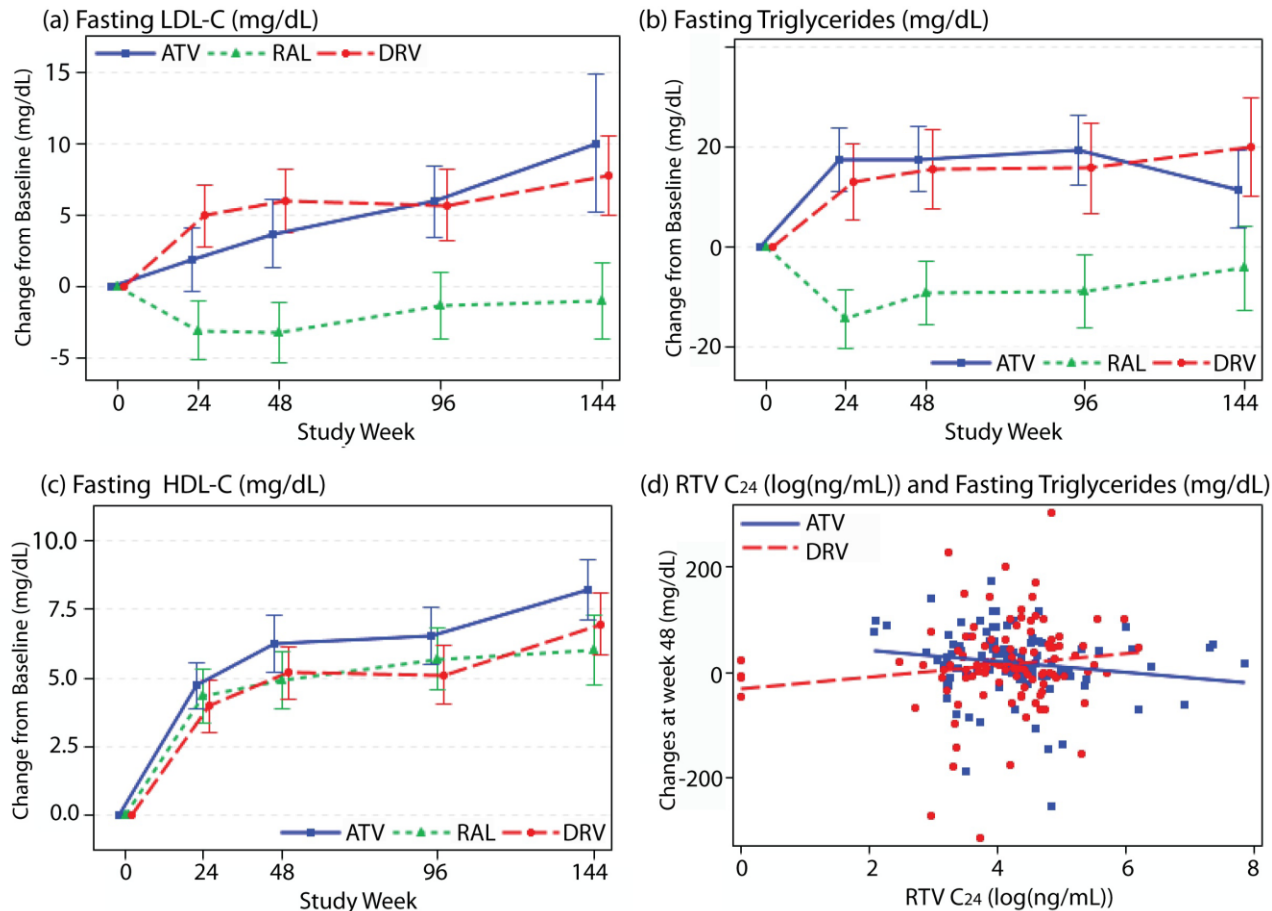 (a) Fasting LDL-C (mg/dL)
ATV RAL DRV
Change from Baseline (mg/dL)
15
10
5
0
-5
0 24 48 96 144
Study Week
(b) Fasting Triglycerides (mg/dL)
Change from Baseline (mg/dL)
20
0
-20
ATV RAL DRV
0 24 48 96 144
Study Week
(c) Fasting HDL-C (mg/dL)
Change from Baseline (mg/dL)
10.0
7.5
5.0
2.5
0.0
ATV RAL DRV
0 24 48 96 144
Study Week
(d) RTV C24 (log(ng/mL)) and Fasting Triglycerides (mg/dL)
ATV
DRV
Changes at week 48 (mg/dL)
200
0
-200
0 2 4 6 8
RTV C24 (log(ng/mL))